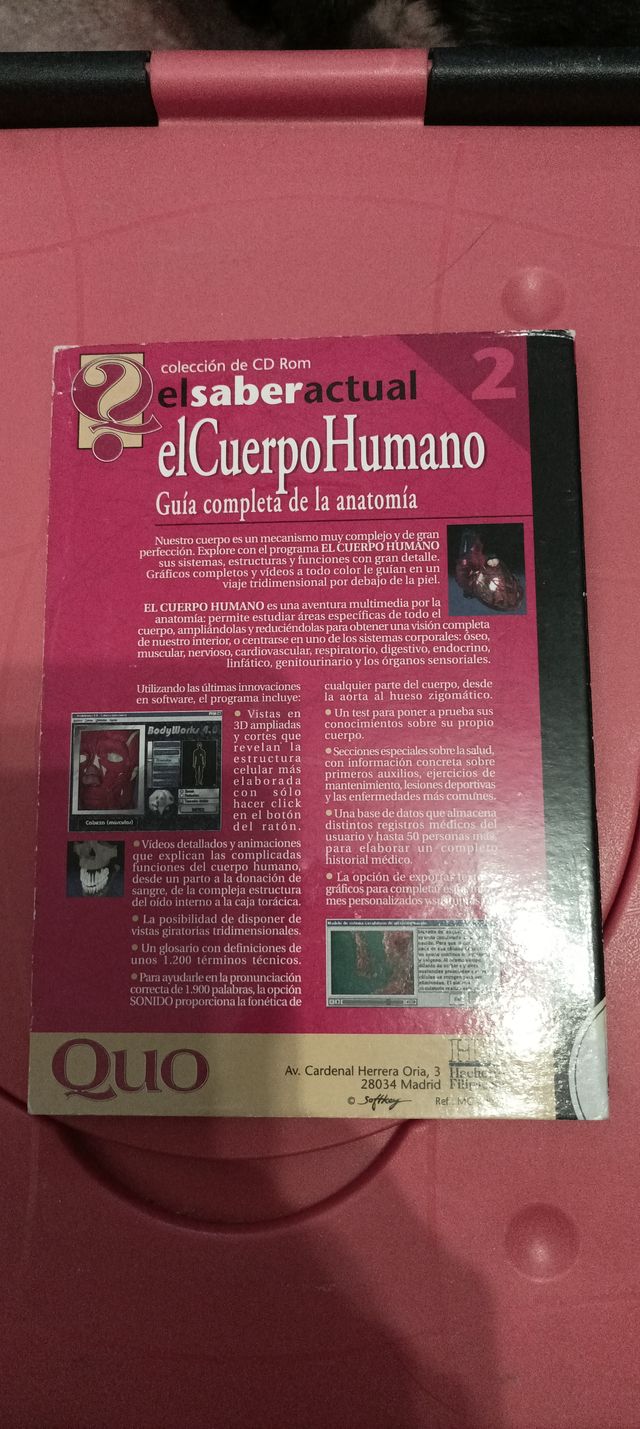 colección de CD Rom
2
elsaberactual
elCuerpoHumano
Guía completa de la anatomía
Nuestro cuerpo es un mecanismo muy complejo y de gran
perfección. Explore con el programa EL CUERPO HUMANO
sus sistemas, estructuras y funciones con gran detalle.
Gráficos completos y vídeos a todo color le guían en un
viaje tridimensional por debajo de la piel.
EL CUERPO HUMANO es una aventura multimedia por la
anatomía: permite estudiar áreas específicas de todo el
cuerpo, ampliándolas y reduciéndolas para obtener una visión completa
de nuestro interior, o centrarse en uno de los sistemas corporales: óseo,
muscular, nervioso, cardiovascular, respiratorio, digestivo, endocrino,
linfático, genitourinario y los órganos sensoriales.
Utilizando las últimas innovaciones
en software, el programa incluye:
BodyWorks 4.0
Cabeza (músculos)
• Vistas en
3D ampliadas
y cortes que
revelan la
estructura
celular más
elaborada
con sólo
hacer click
en el botón
del ratón.
• Vídeos detallados y animaciones
que explican las complicadas
funciones del cuerpo humano,
desde un parto a la donación de
sangre, de la compleja estructura
del oído interno a la caja torácica.
• La posibilidad de disponer de
vistas giratorias tridimensionales.
• Un glosario con definiciones de
unos 1.200 términos técnicos.
• Para ayudarle en la pronunciación
correcta de 1.900 palabras, la opción
SONIDO proporciona la fonética de
cualquier parte del cuerpo, desde
la aorta al hueso zigomático.
• Un test para poner a prueba sus
conocimientos sobre su propio
cuerpo.
• Secciones especiales sobre la salud,
con información concreta sobre
primeros auxilios, ejercicios de
mantenimiento, lesiones deportivas
y las enfermedades más comunes.
• Una base de datos que almacena
distintos registros médicos del
usuario y hasta 50 personas más,
para elaborar un completo
historial médico.
• La opción de exportar
gráficos para completar
personalizados
Quo
Av. Cardenal Herrera Oria, 3
28034 Madrid
© Softkey
Ref.: